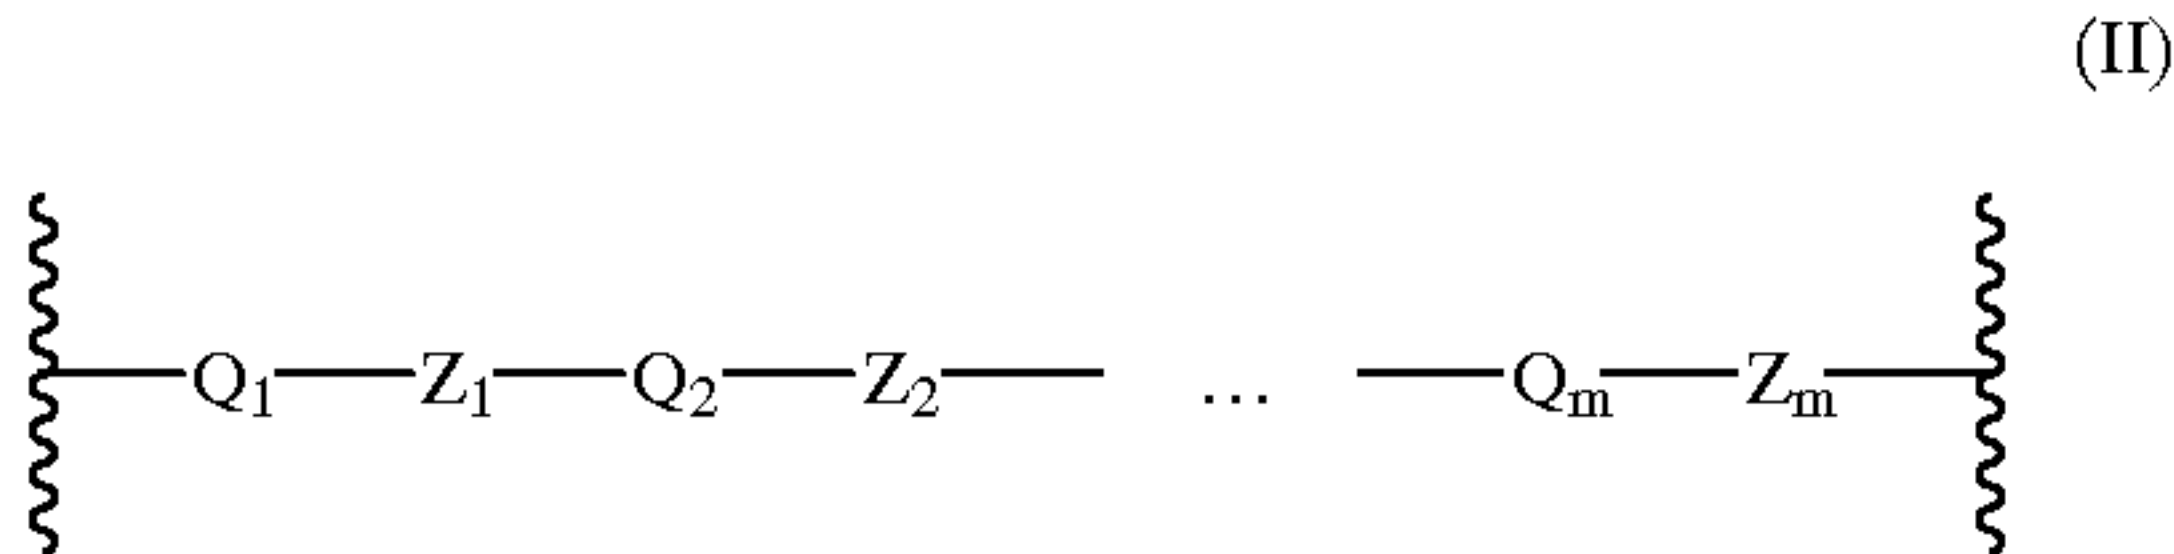 (II)
Q₁ Z₁ Q₂ Z₂ ... Qₘ Zₘ